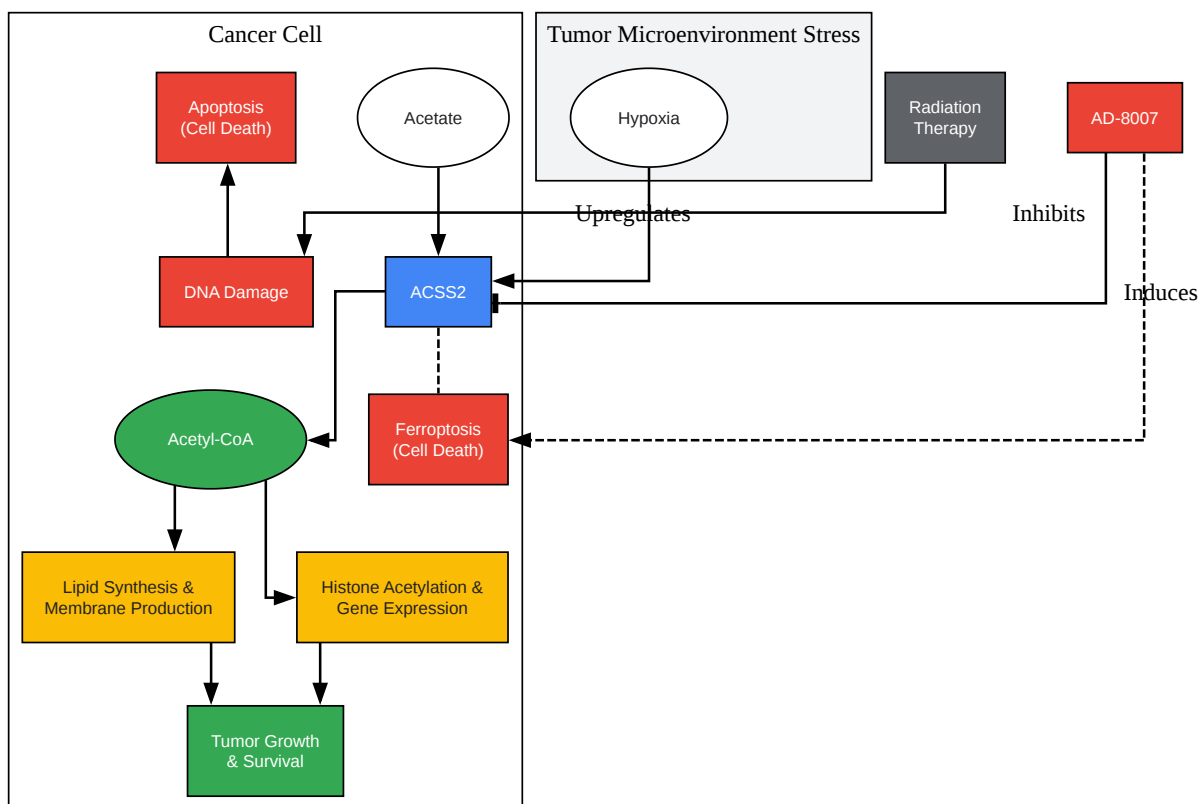 Cancer Cell
Tumor Microenvironment Stress
Apoptosis
(Cell Death)
Acetate
Hypoxia
Radiation
Therapy
AD-8007
Upregulates
Inhibits
DNA Damage
ACSS2
Induces
Acetyl-CoA
Ferroptosis
(Cell Death)
Lipid Synthesis &
Membrane Production
Histone Acetylation &
Gene Expression
Tumor Growth
& Survival